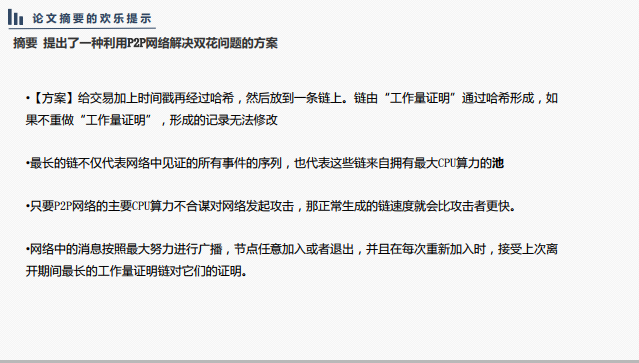 论文摘要的欢乐提示
摘要 提出了一种利用P2P网络解决双花问题的方案
•【方案】给交易加上时间戳再经过哈希，然后放到一条链上。链由“工作量证明”通过哈希形成，如
果不重做“工作量证明”，形成的记录无法修改
•最长的链不仅代表网络中见证的所有事件的序列，也代表这些链来自拥有最大CPU算力的池
•只要P2P网络的主要CPU算力不合谋对网络发起攻击，那正常生成的链速度就会比攻击者更快。
•网络中的消息按照最大努力进行广播，节点任意加入或者退出，并且在每次重新加入时，接受上次离
开期间最长的工作量证明链对它们的证明。